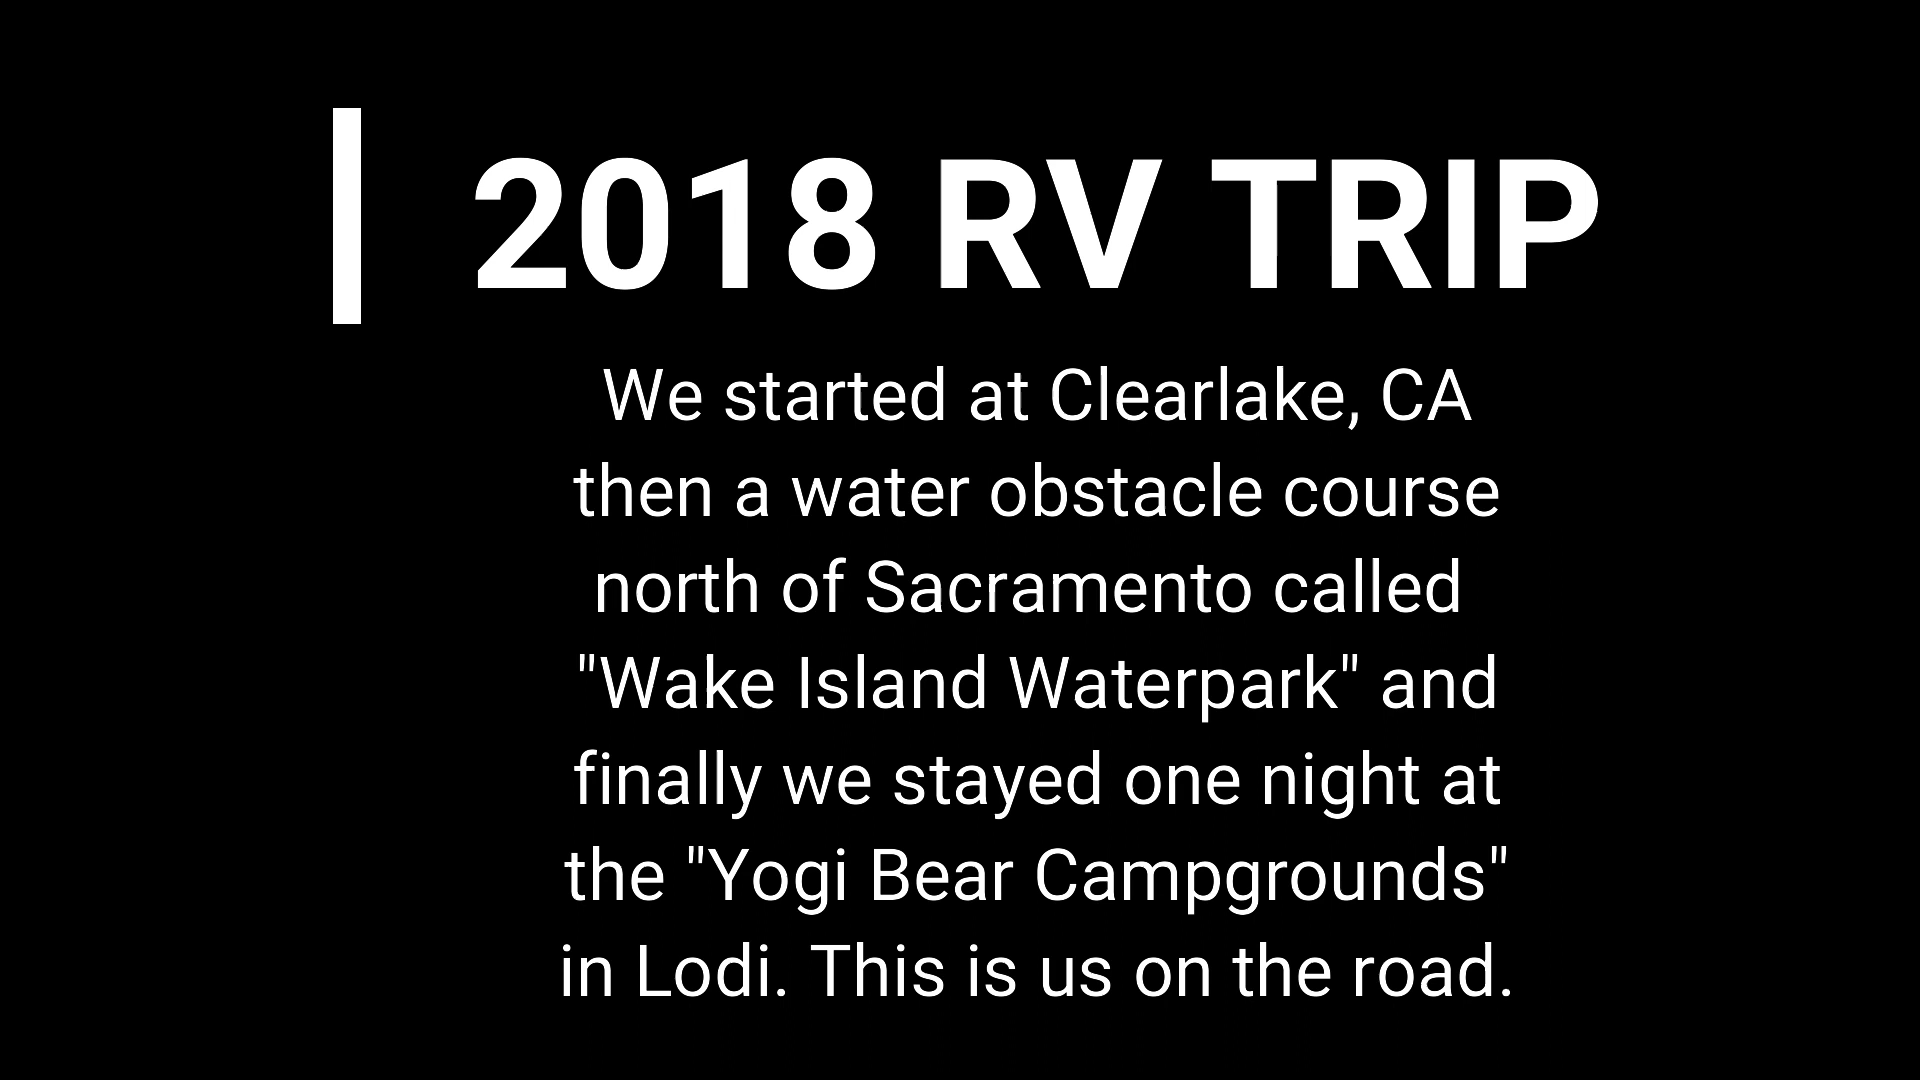 2018 RV TRIP
We started at Clearlake, CA
then a water obstacle course
north of Sacramento called
"Wake Island Waterpark" and
finally we stayed one night at
the "Yogi Bear Campgrounds"
in Lodi. This is us on the road.